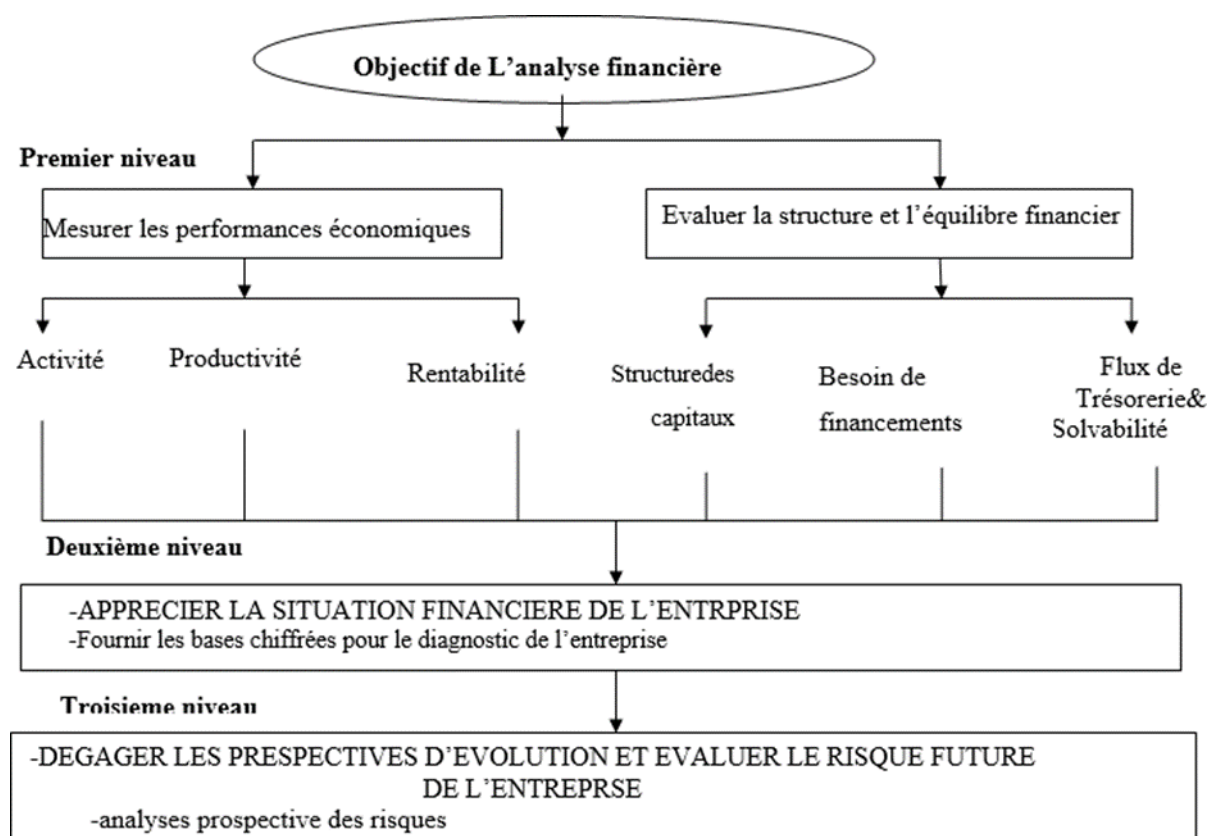 Objectif de L’analyse financière
Premier niveau
Mesurer les performances économiques
Evaluer la structure et l’équilibre financier
Activité
Productivité
Rentabilité
Structuredes
capitaux
Besoin de
financements
Flux de
Trésorerie&
Solvabilité
Deuxième niveau
-APPRECIER LA SITUATION FINANCIERE DE L’ENTRPRISE
-Fournir les bases chiffrées pour le diagnostic de l’entreprise
Troisieme niveau
-DEGAGER LES PRESPECTIVES D’EVOLUTION ET EVALUER LE RISQUE FUTURE
DE L’ENTREPRSE
-analyses prospective des risques